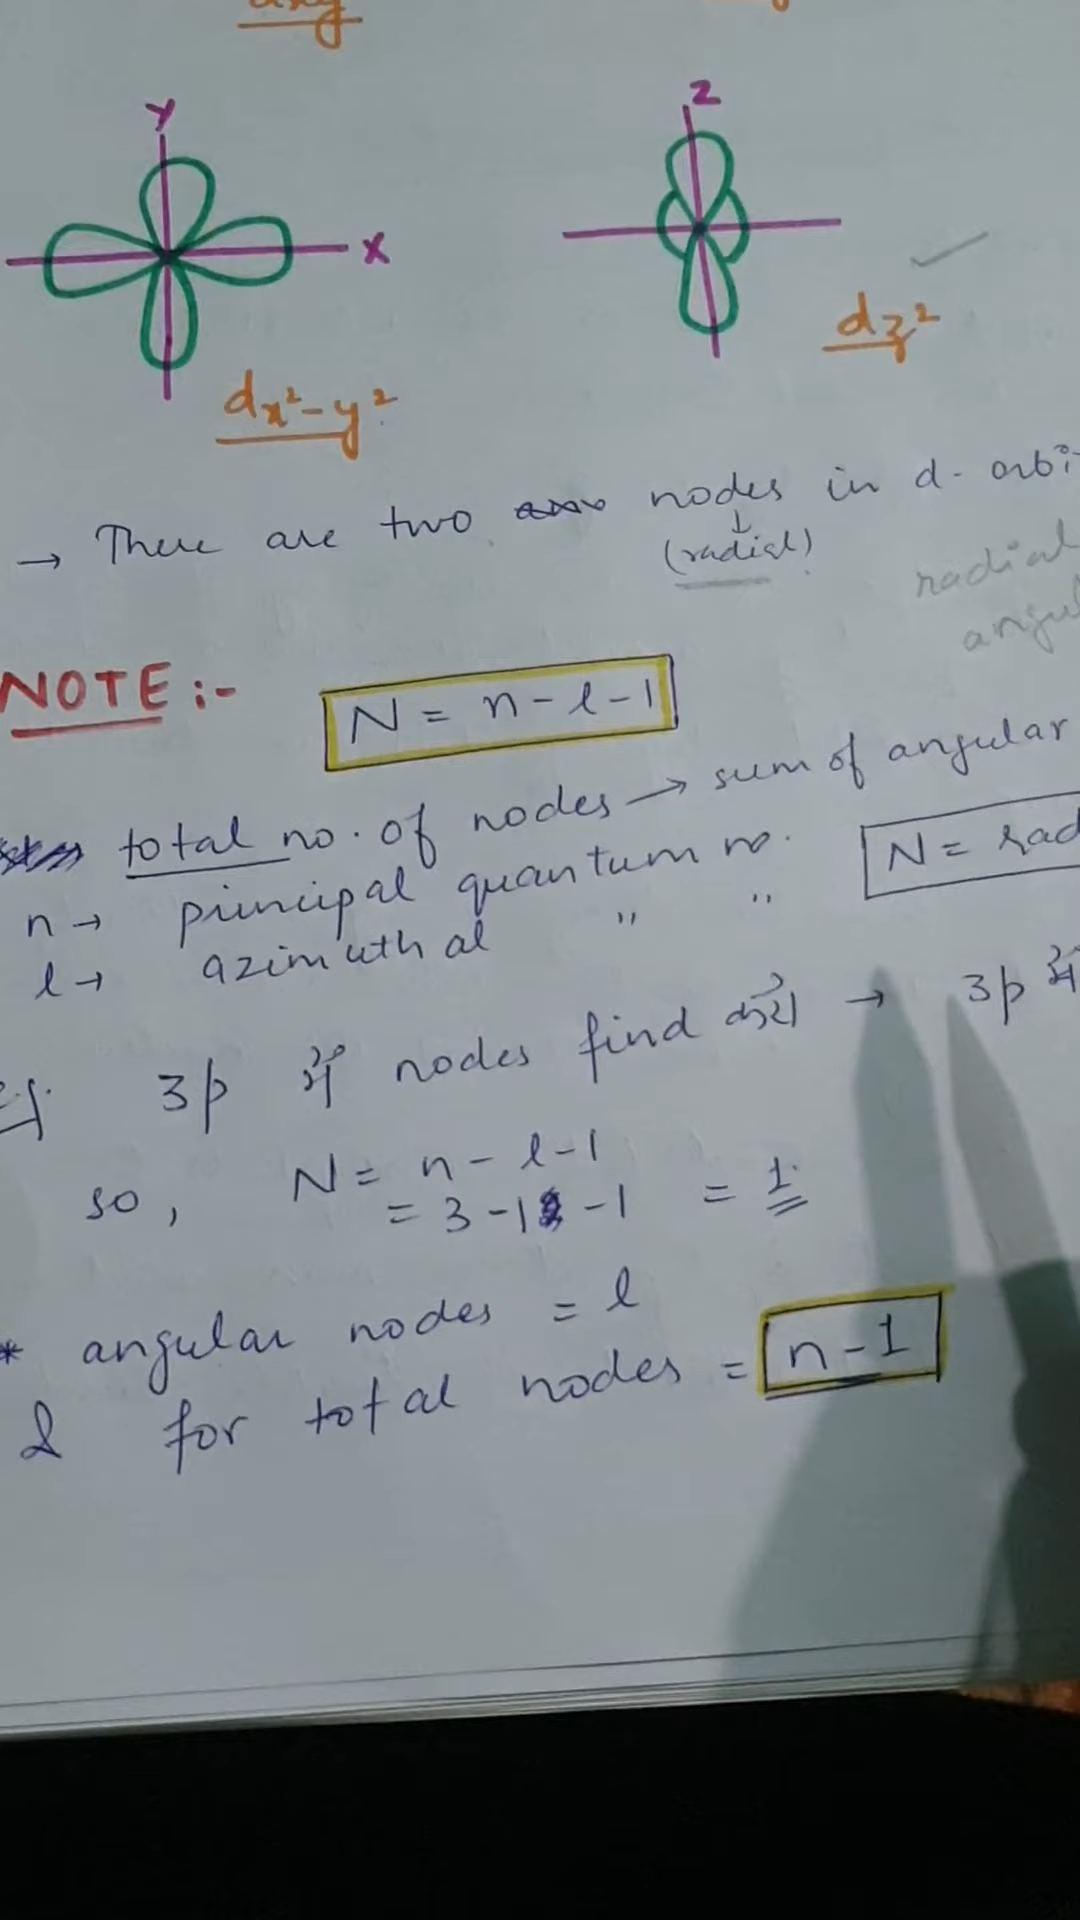 Y
Z
X
dz²
dx²-y²
→ There are two nodes in d-orbi
↓
(radial)
radial
angu
NOTE :-
N = n - l - 1
total no. of nodes → sum of angular
n → principal quantum no.
N = rad
l → azimuthal " "
Eg. 3p में nodes find करो → 3p में
so, N = n - l - 1
= 3 - 1 - 1 = 1
* angular nodes = l
& for total nodes = n-1